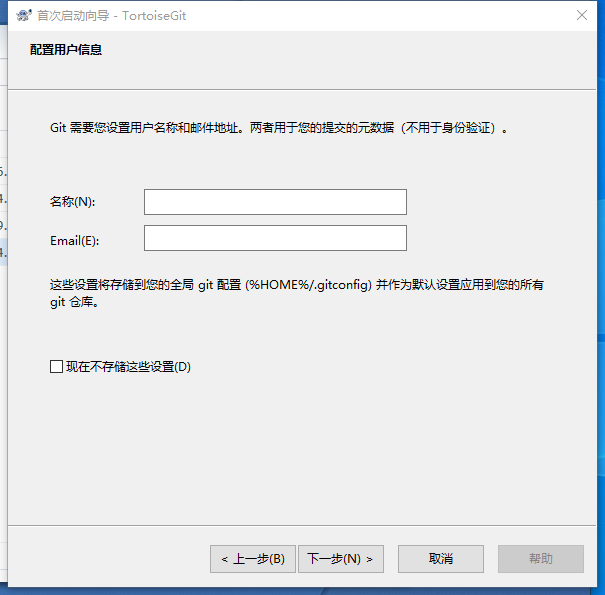 首次启动向导 - TortoiseGit
配置用户信息
Git 需要您设置用户名称和邮件地址。两者用于您的提交的元数据（不用于身份验证）。
名称(N):
Email(E):
这些设置将存储到您的全局 git 配置 (%HOME%/.gitconfig) 并作为默认设置应用到您的所有
git 仓库。
现在不存储这些设置(D)
< 上一步(B)
下一步(N) >
取消
帮助